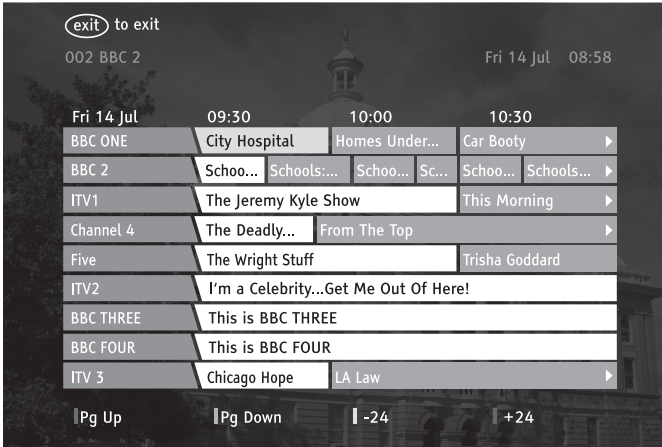 exit to exit
002 BBC 2 Fri 14 Jul 08:58
Fri 14 Jul 09:30 10:00 10:30
BBC ONE City Hospital Homes Under... Car Booty
BBC 2 Schoo... Schools:... Schoo... Sc... Schoo... Schools...
ITV1 The Jeremy Kyle Show This Morning
Channel 4 The Deadly... From The Top
Five The Wright Stuff Trisha Goddard
ITV2 I'm a Celebrity...Get Me Out Of Here!
BBC THREE This is BBC THREE
BBC FOUR This is BBC FOUR
ITV 3 Chicago Hope LA Law
Pg Up Pg Down -24 +24